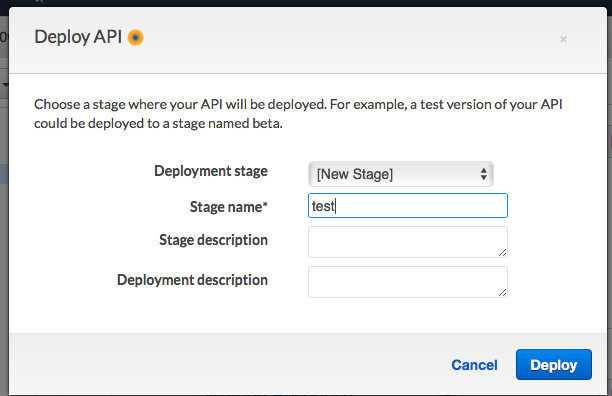 Deploy API
×
Choose a stage where your API will be deployed. For example, a test version of your API
could be deployed to a stage named beta.
Deployment stage [New Stage]
Stage name* test
Stage description
Deployment description
Cancel Deploy